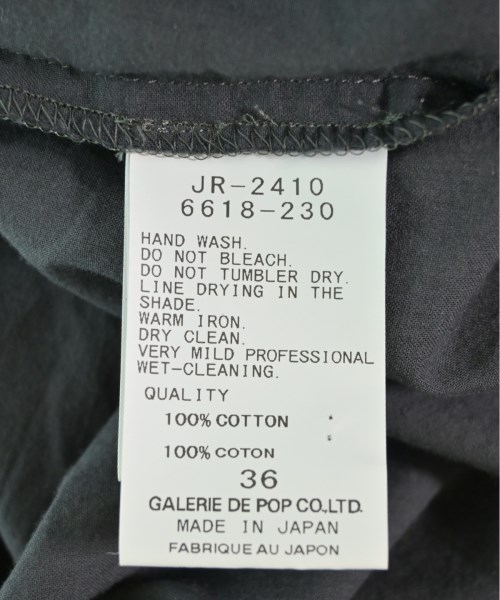 JR-2410
6618-230
HAND WASH.
DO NOT BLEACH.
DO NOT TUMBLER DRY.
LINE DRYING IN THE
SHADE.
WARM IRON.
DRY CLEAN.
VERY MILD PROFESSIONAL
WET-CLEANING.
QUALITY
100% COTTON
100% COTON
36
GALERIE DE POP CO.,LTD.
MADE IN JAPAN
FABRIQUE AU JAPON